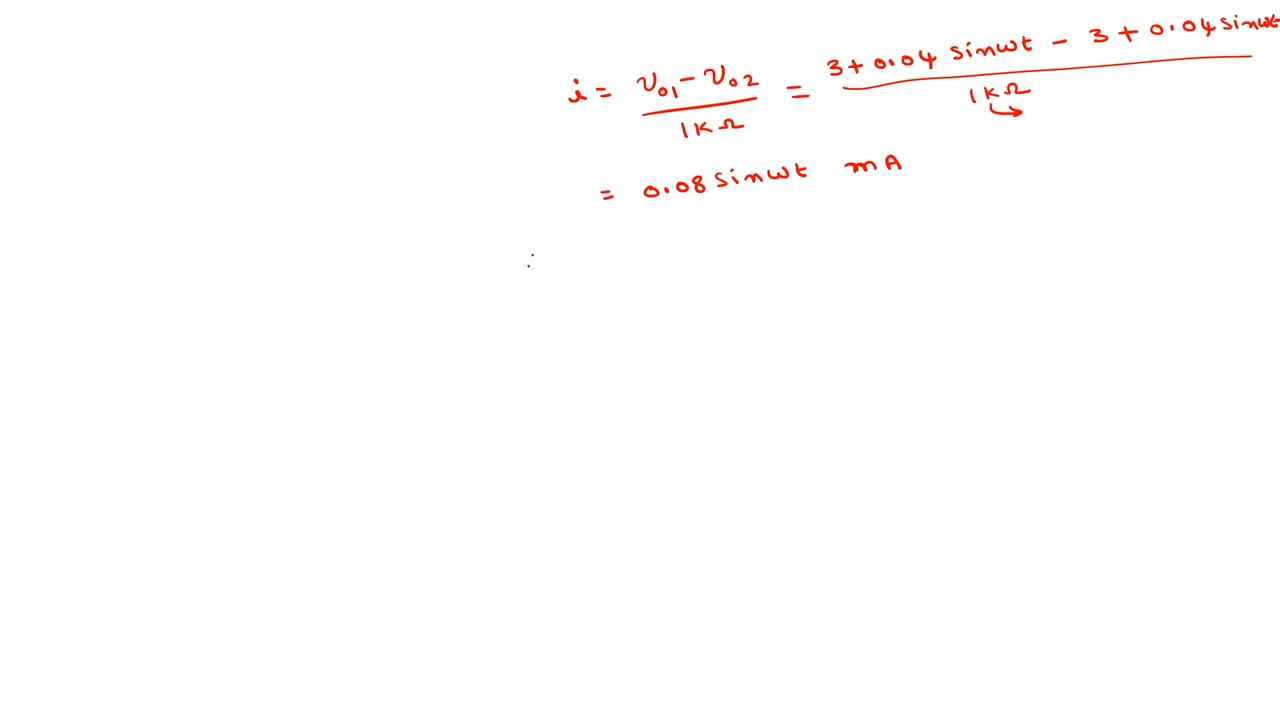 i = v01 - v02 / 1KΩ = 3 + 0.04 sinωt - 3 + 0.04 sinωt / 1KΩ
= 0.08 sinωt mA